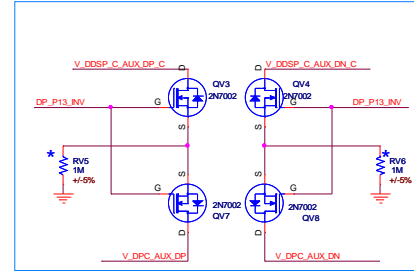 V_DDSP_C_AUX_DP_C
V_DDSP_C_AUX_DN_C
D
D
QV3
QV4
2N7002
2N7002
DP_P13_INV
G
G
DP_P13_INV
S
S
*
*
RV5
1M
+/-5%
RV6
1M
+/-5%
S
S
G
G
2N7002
QV7
2N7002
QV8
D
D
V_DPC_AUX_DP
V_DPC_AUX_DN